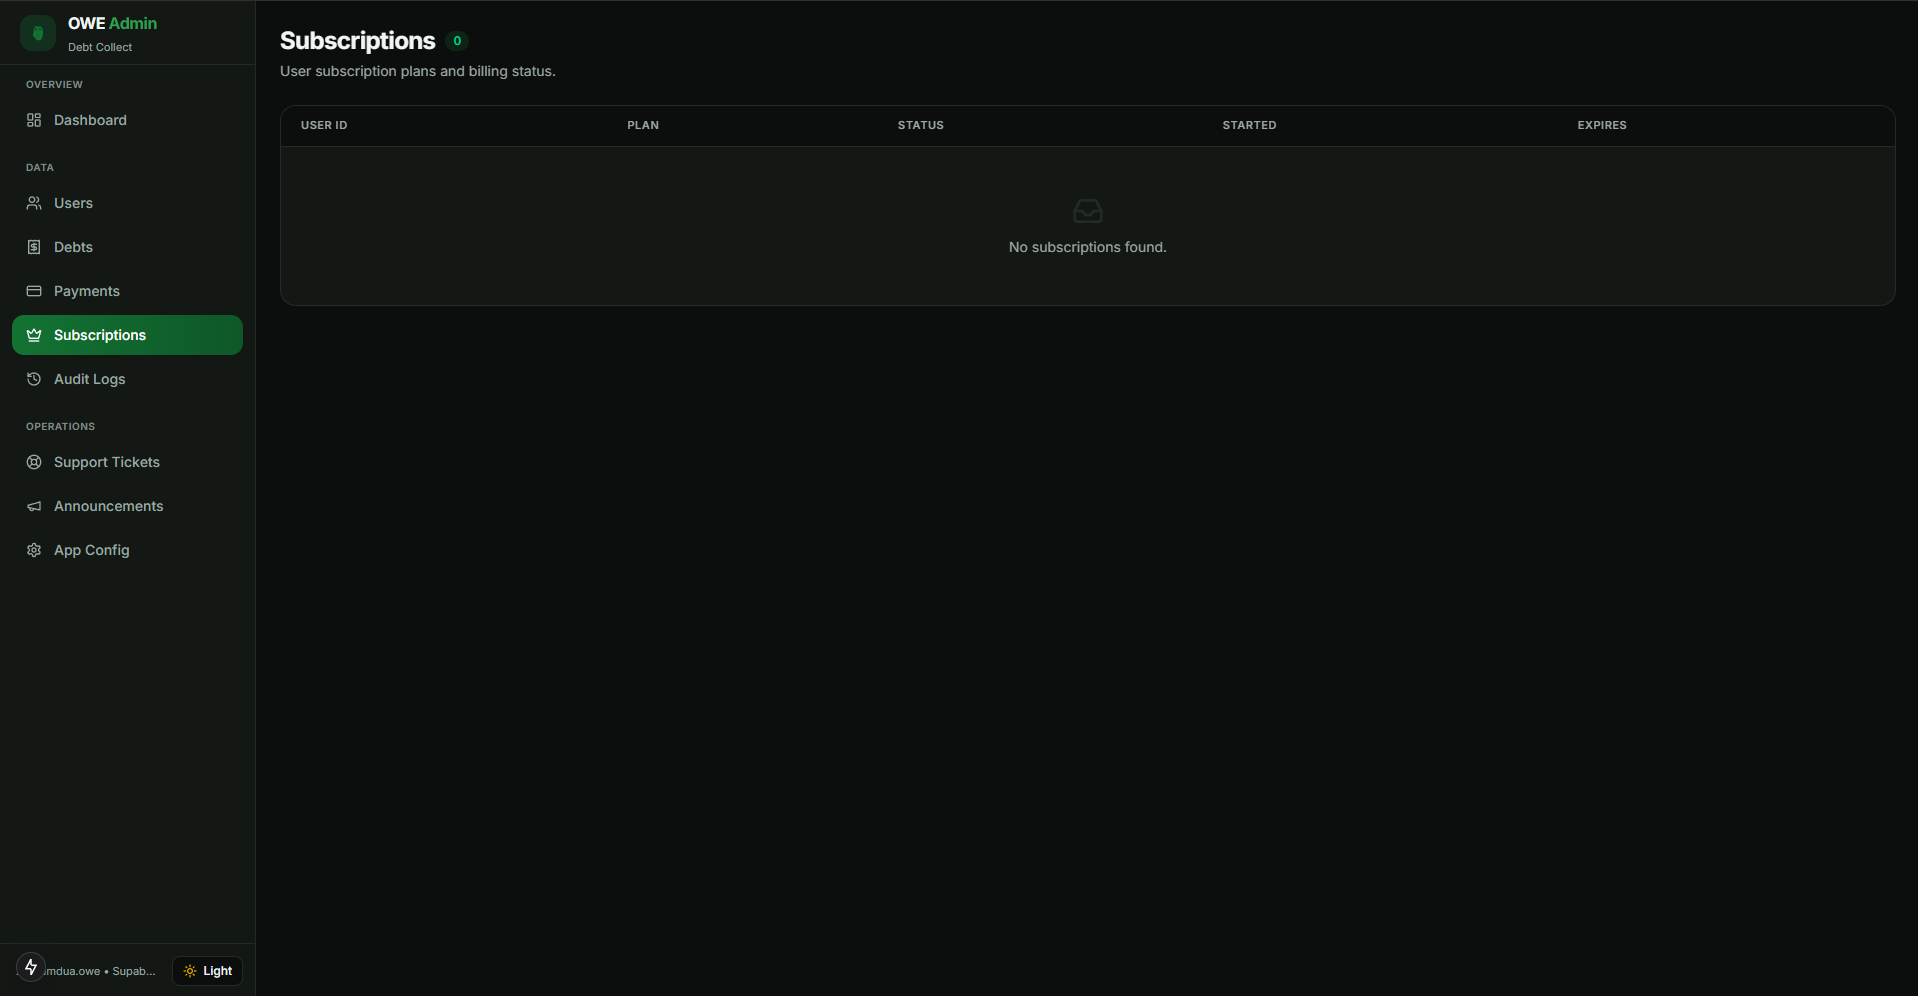 OWE Admin
Debt Collect
OVERVIEW
Dashboard
DATA
Users
Debts
Payments
Subscriptions
Audit Logs
OPERATIONS
Support Tickets
Announcements
App Config
• Supab...
Light
Subscriptions 0
User subscription plans and billing status.
USER ID PLAN STATUS STARTED EXPIRES
No subscriptions found.